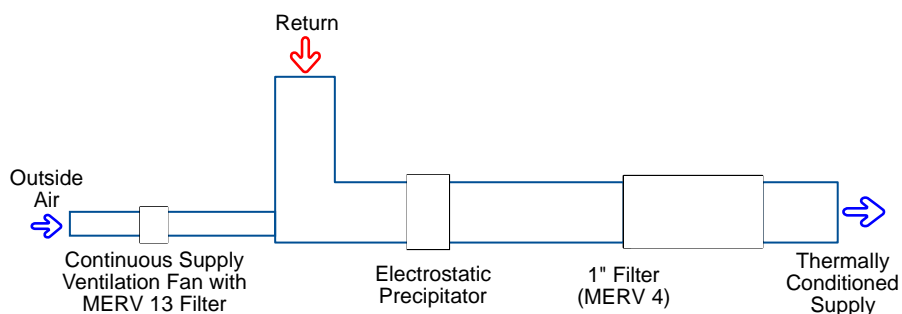 Return
Outside
Air
Continuous Supply
Ventilation Fan with
MERV 13 Filter
Electrostatic
Precipitator
1" Filter
(MERV 4)
Thermally
Conditioned
Supply